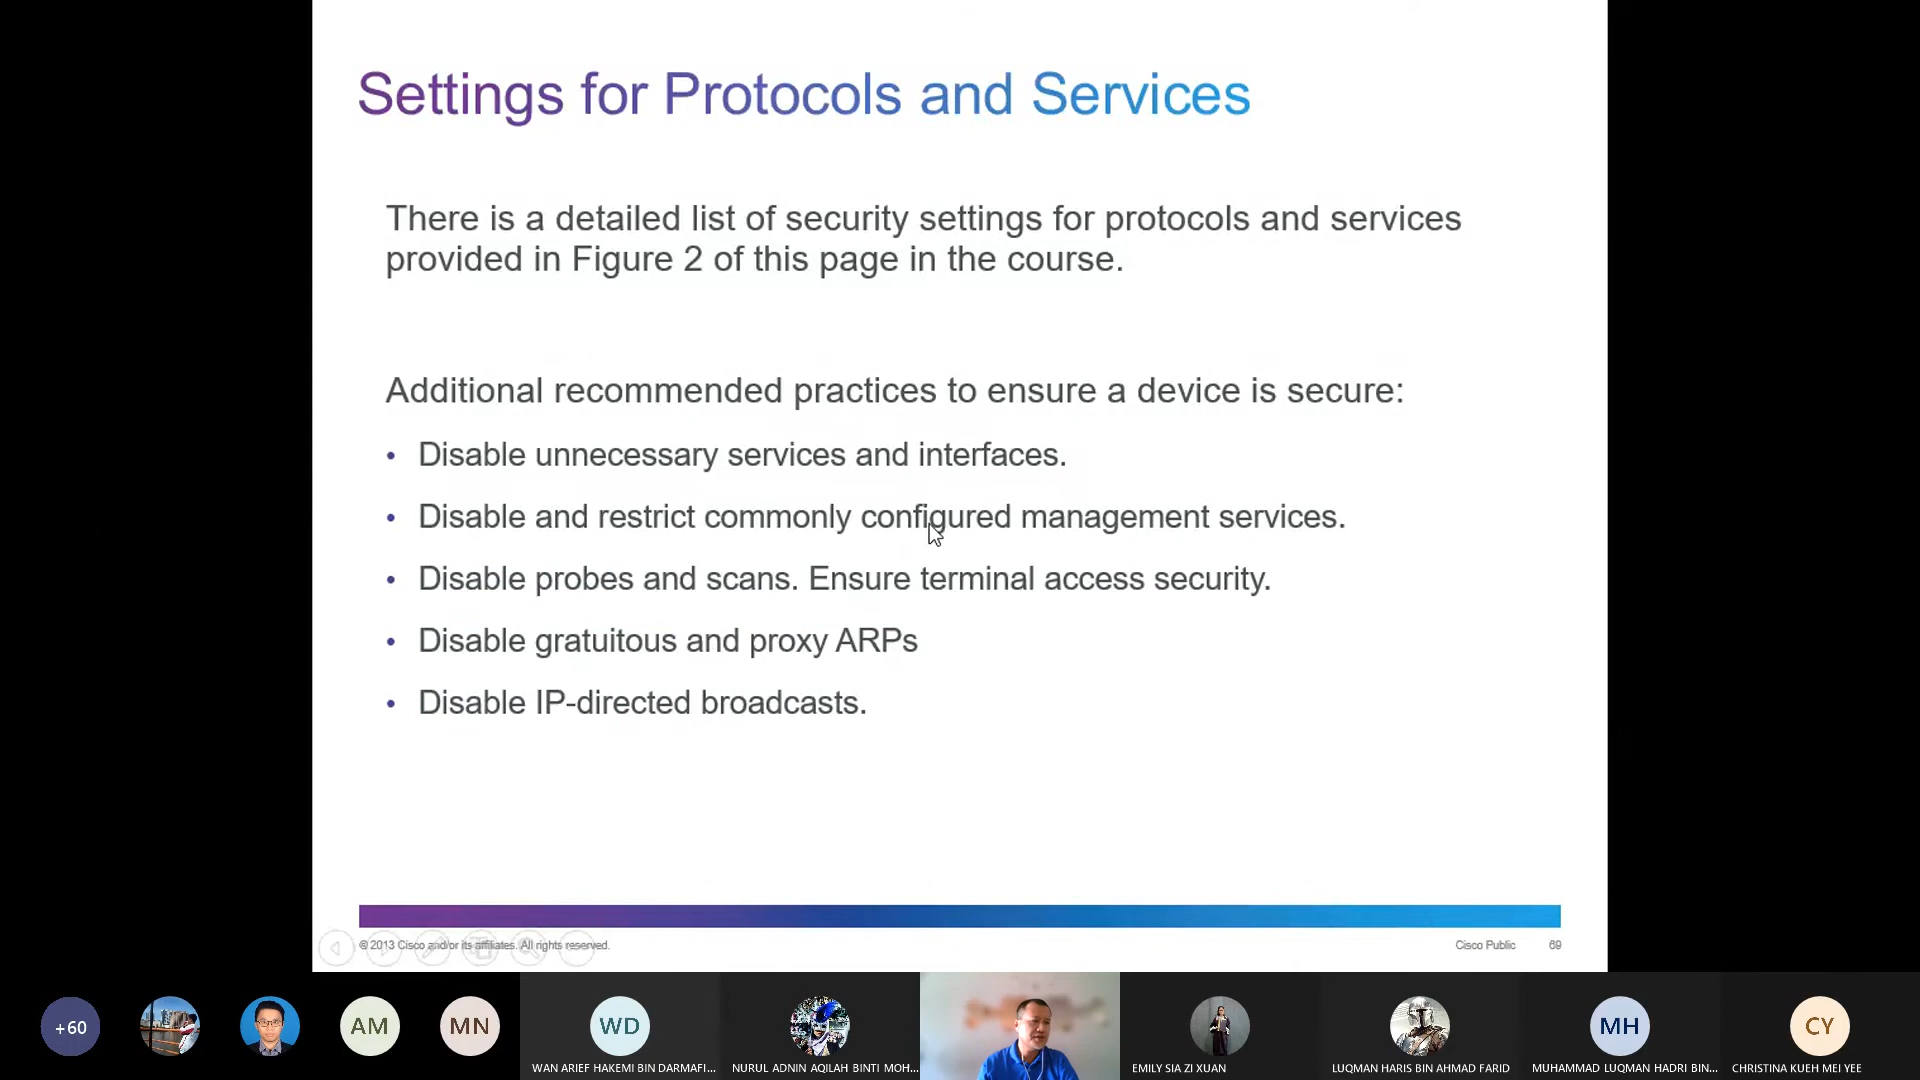 Settings for Protocols and Services
There is a detailed list of security settings for protocols and services
provided in Figure 2 of this page in the course.
Additional recommended practices to ensure a device is secure:
• Disable unnecessary services and interfaces.
• Disable and restrict commonly configured management services.
• Disable probes and scans. Ensure terminal access security.
• Disable gratuitous and proxy ARPs
• Disable IP-directed broadcasts.
© 2013 Cisco and/or its affiliates. All rights reserved.
Cisco Public 69
+60
AM
MN
WD
MH
CY
WAN ARIEF HAKEMI BIN DARMAFI...
NURUL ADNIN AQILAH BINTI MOH...
EMILY SIA ZI XUAN
LUQMAN HARIS BIN AHMAD FARID
MUHAMMAD LUQMAN HADRI BIN...
CHRISTINA KUEH MEI YEE